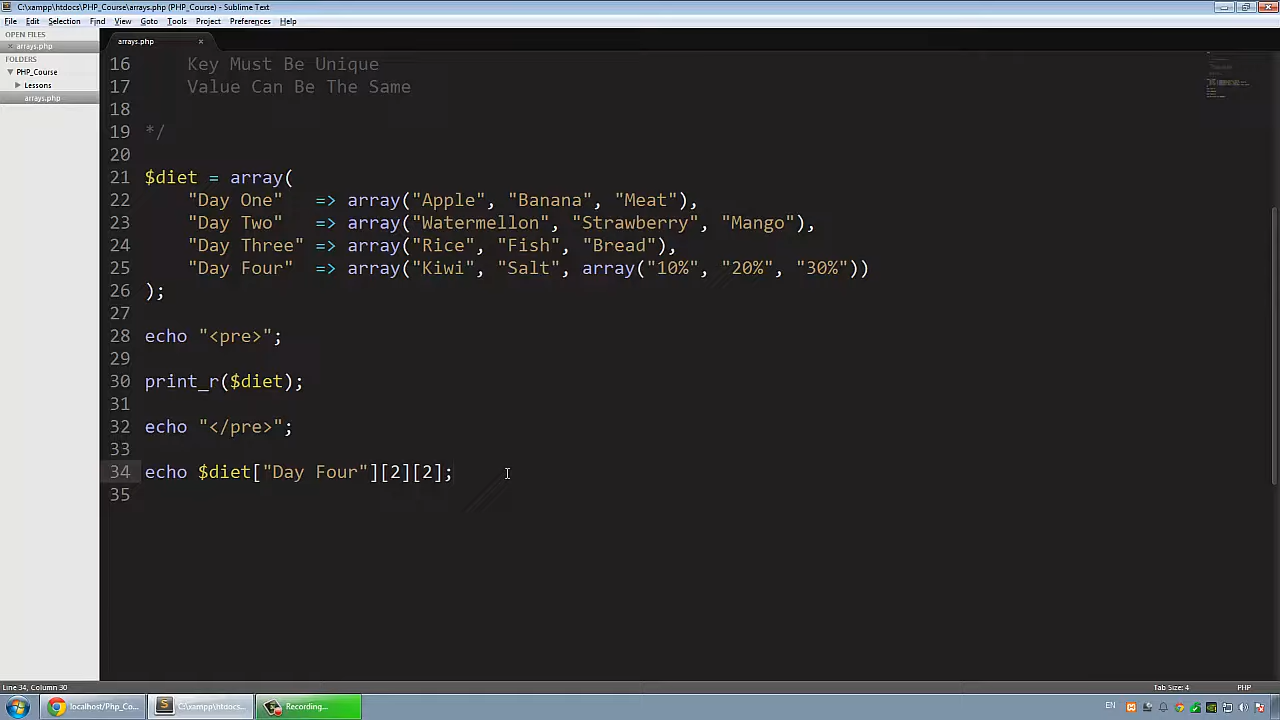 C:\xampp\htdocs\PHP_Course\arrays.php (PHP_Course) - Sublime Text
File Edit Selection Find View Goto Tools Project Preferences Help
OPEN FILES
arrays.php
FOLDERS
PHP_Course
Lessons
arrays.php
arrays.php
16 Key Must Be Unique
17 Value Can Be The Same
18
19 */
20
21 $diet = array(
22 "Day One" => array("Apple", "Banana", "Meat"),
23 "Day Two" => array("Watermellon", "Strawberry", "Mango"),
24 "Day Three" => array("Rice", "Fish", "Bread"),
25 "Day Four" => array("Kiwi", "Salt", array("10%", "20%", "30%"))
26 );
27
28 echo "<pre>";
29
30 print_r($diet);
31
32 echo "</pre>";
33
34 echo $diet["Day Four"][2][2];
35
Line 34, Column 30
Tab Size: 4 PHP
localhost/Php_Co... C:\xampp\htdocs... Recording... EN